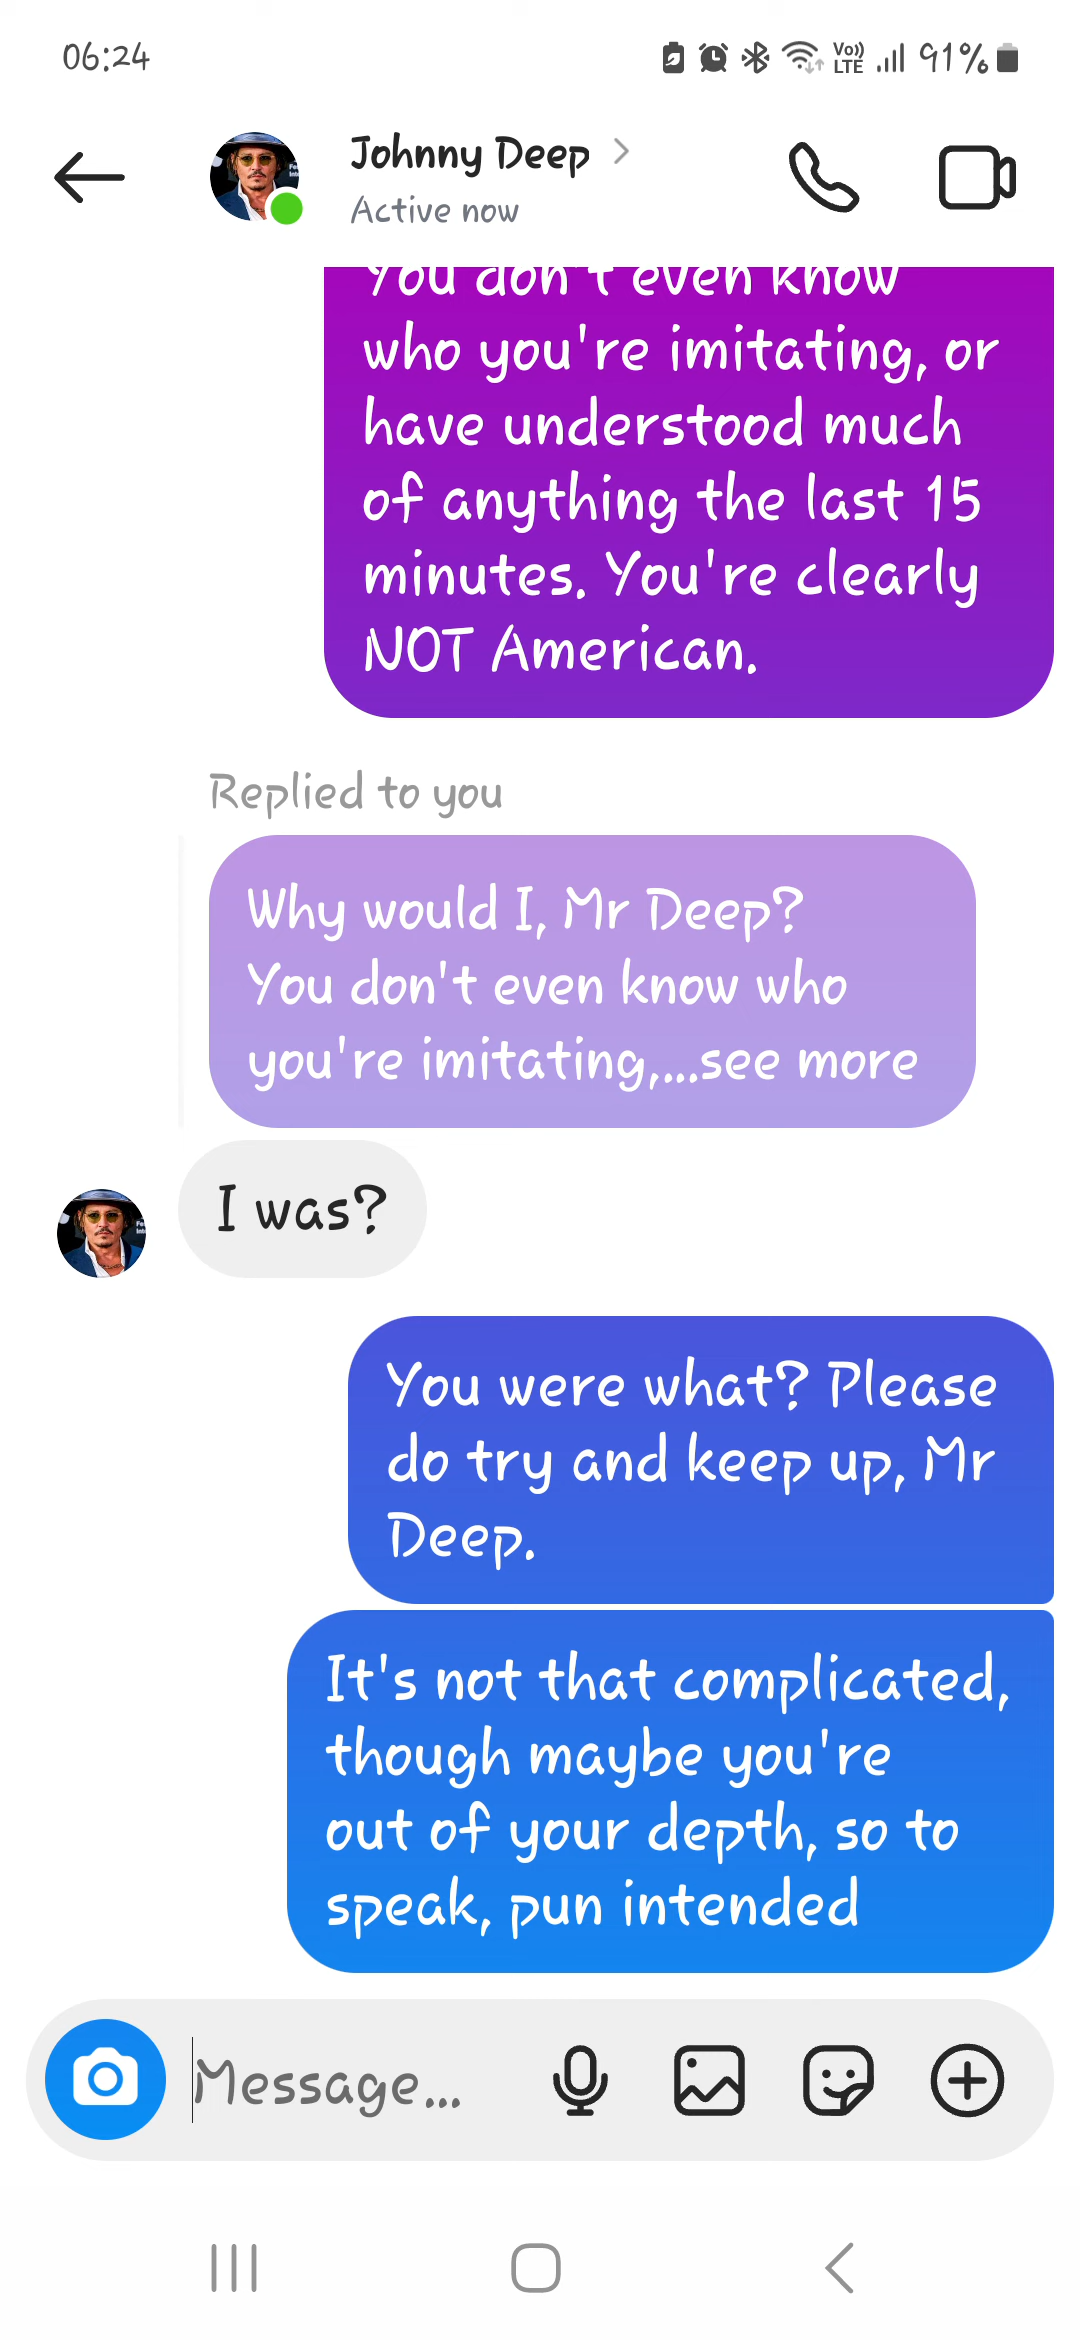 06:24
Vo))
LTE
91%
Johnny Deep
Active now
You don't even know
who you're imitating, or
have understood much
of anything the last 15
minutes. You're clearly
NOT American.
Replied to you
Why would I, Mr Deep?
You don't even know who
you're imitating,...see more
I was?
You were what? Please
do try and keep up, Mr
Deep.
It's not that complicated,
though maybe you're
out of your depth, so to
speak, pun intended
Message...